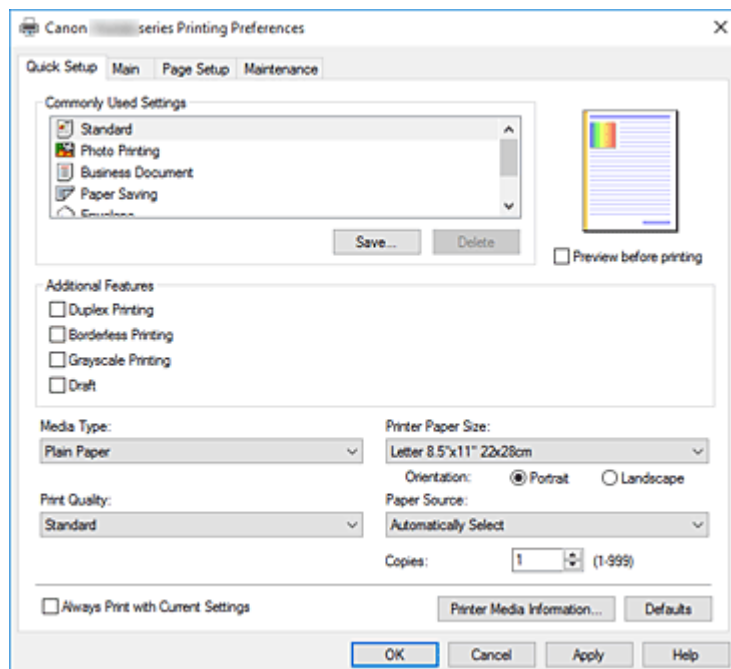 Canon series Printing Preferences
Quick Setup Main Page Setup Maintenance
Commonly Used Settings
Standard
Photo Printing
Business Document
Paper Saving
Envelope
Save... Delete
Preview before printing
Additional Features
Duplex Printing
Borderless Printing
Grayscale Printing
Draft
Media Type: Printer Paper Size:
Plain Paper Letter 8.5"x11" 22x28cm
Orientation: Portrait Landscape
Print Quality: Paper Source:
Standard Automatically Select
Copies: 1 (1-999)
Always Print with Current Settings Printer Media Information... Defaults
OK Cancel Apply Help